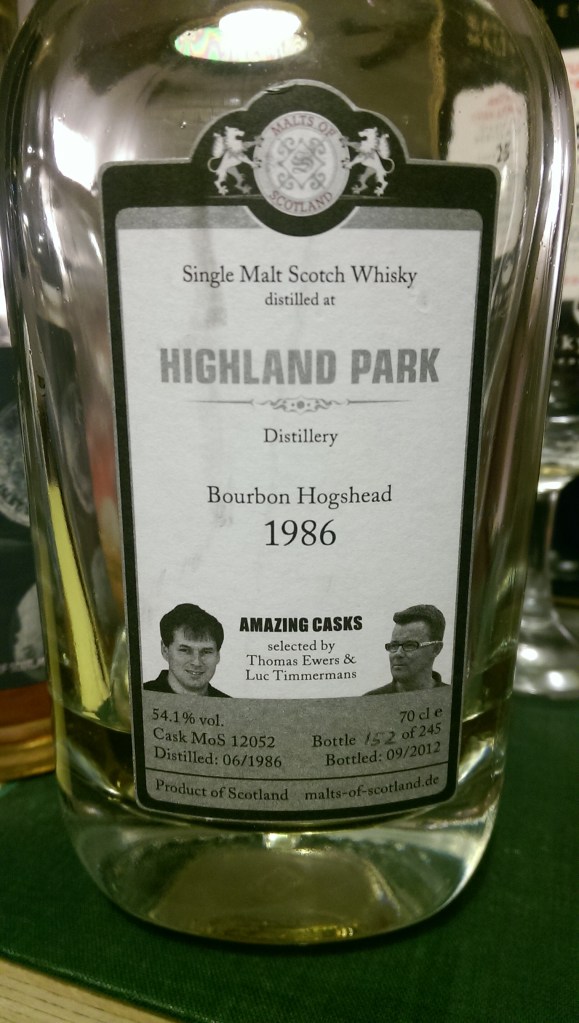 MALTS OF
SCOTLAND
Single Malt Scotch Whisky
distilled at
HIGHLAND PARK
Distillery
Bourbon Hogshead
1986
AMAZING CASKS
selected by
Thomas Ewers &
Luc Timmermans
54.1% vol.
Cask MoS 12052
Distilled: 06/1986
70 cl e
Bottle 152 of 245
Bottled: 09/2012
Product of Scotland malts-of-scotland.de
25